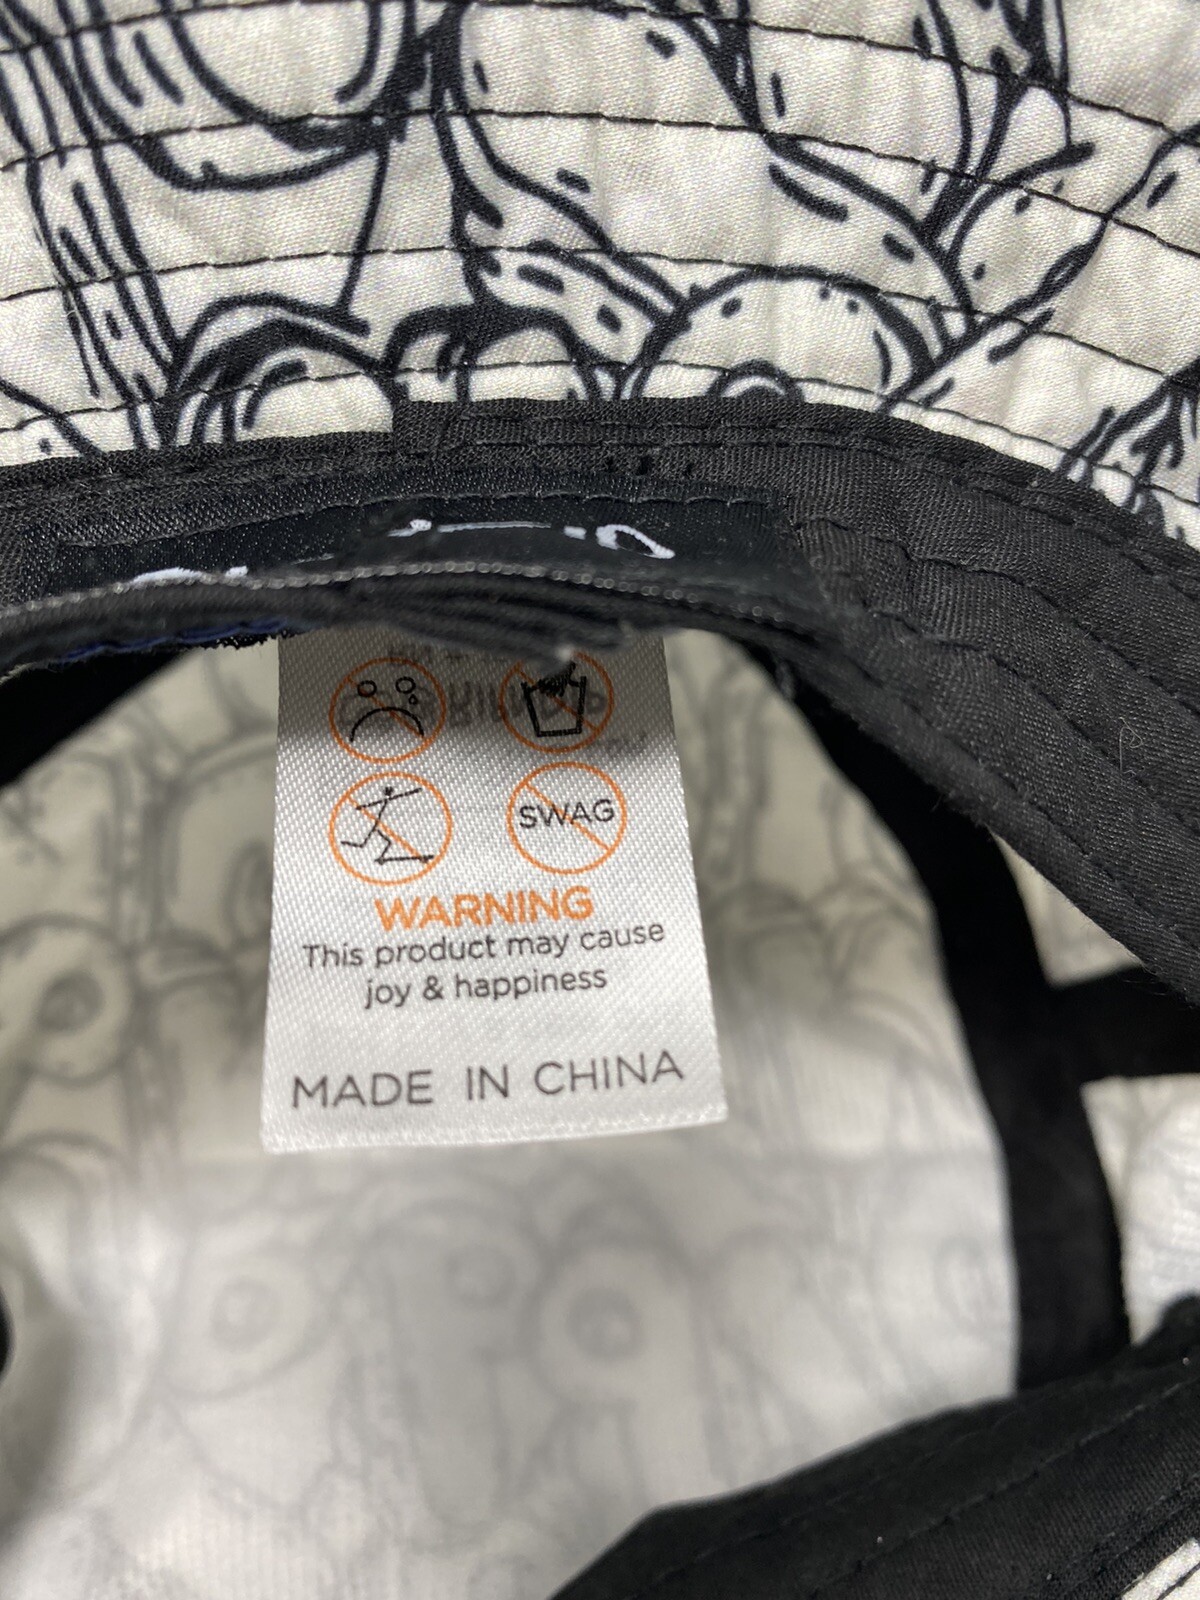 SWAG
WARNING
This product may cause
joy & happiness
MADE IN CHINA